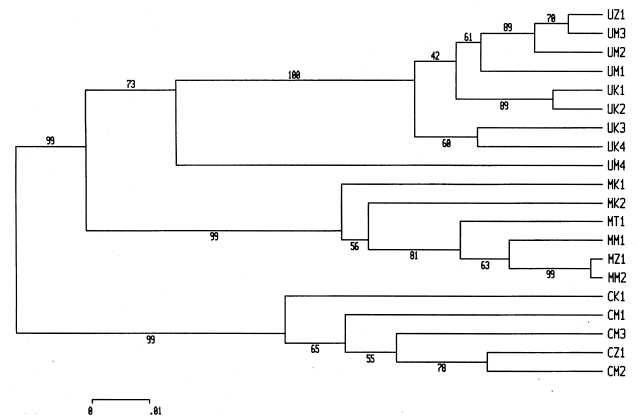 UZ1
70
UM3
89
UM2
61
UM1
42
UK1
89
UK2
100
UK3
60
UK4
73
UM4
99
MK1
MK2
99
56
MT1
81
MM1
63
MZ1
99
MM2
CK1
99
CM1
65
CM3
55
CZ1
78
CM2
0 .01